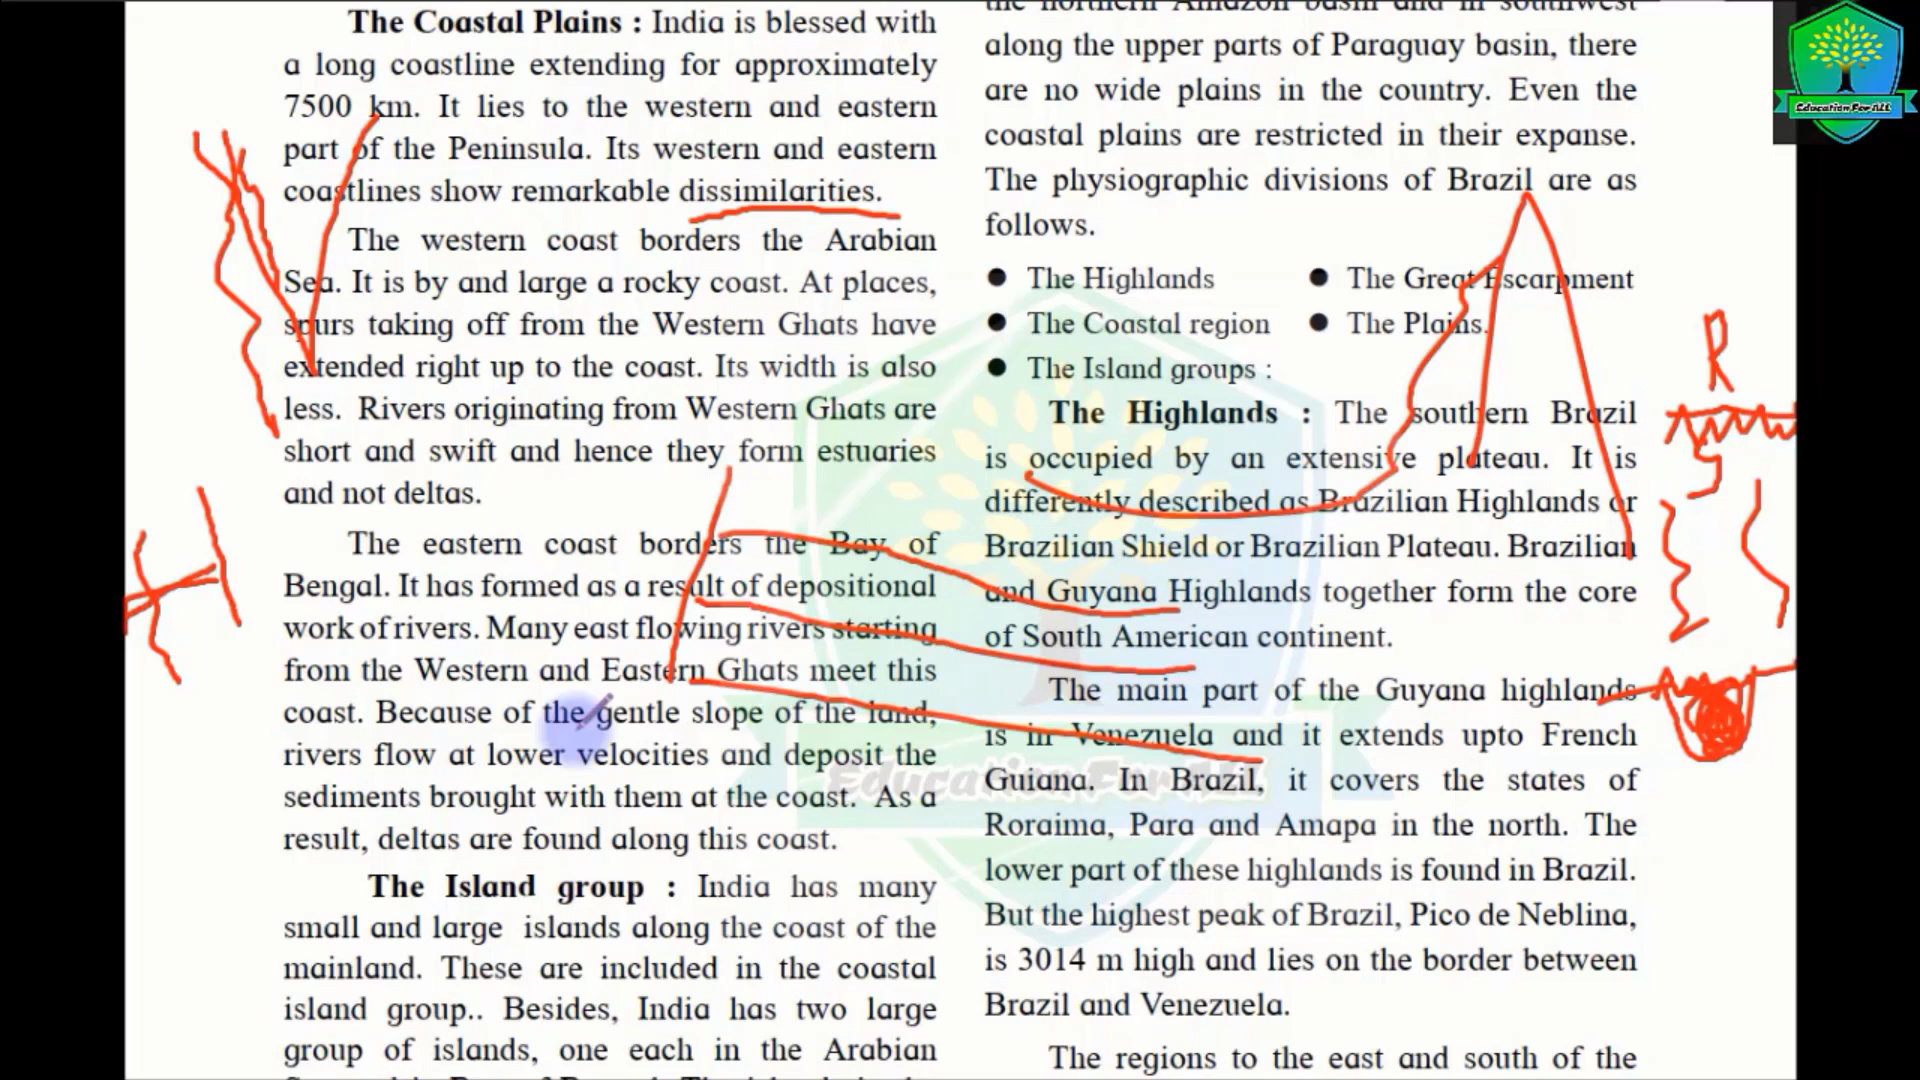 The Coastal Plains : India is blessed with
a long coastline extending for approximately
7500 km. It lies to the western and eastern
part of the Peninsula. Its western and eastern
coastlines show remarkable dissimilarities.
The western coast borders the Arabian
Sea. It is by and large a rocky coast. At places,
spurs taking off from the Western Ghats have
extended right up to the coast. Its width is also
less. Rivers originating from Western Ghats are
short and swift and hence they form estuaries
and not deltas.
The eastern coast borders the Bay of
Bengal. It has formed as a result of depositional
work of rivers. Many east flowing rivers starting
from the Western and Eastern Ghats meet this
coast. Because of the gentle slope of the land,
rivers flow at lower velocities and deposit the
sediments brought with them at the coast. As a
result, deltas are found along this coast.
The Island group : India has many
small and large islands along the coast of the
mainland. These are included in the coastal
island group.. Besides, India has two large
group of islands, one each in the Arabian
the northern Amazon basin and in southwest
along the upper parts of Paraguay basin, there
are no wide plains in the country. Even the
coastal plains are restricted in their expanse.
The physiographic divisions of Brazil are as
follows.
● The Highlands ● The Great Escarpment
● The Coastal region ● The Plains.
● The Island groups :
The Highlands : The southern Brazil
is occupied by an extensive plateau. It is
differently described as Brazilian Highlands or
Brazilian Shield or Brazilian Plateau. Brazilian
and Guyana Highlands together form the core
of South American continent.
The main part of the Guyana highlands
is in Venezuela and it extends upto French
Guiana. In Brazil, it covers the states of
Roraima, Para and Amapa in the north. The
lower part of these highlands is found in Brazil.
But the highest peak of Brazil, Pico de Neblina,
is 3014 m high and lies on the border between
Brazil and Venezuela.
The regions to the east and south of the
R
Education For ALL
Education For ALL